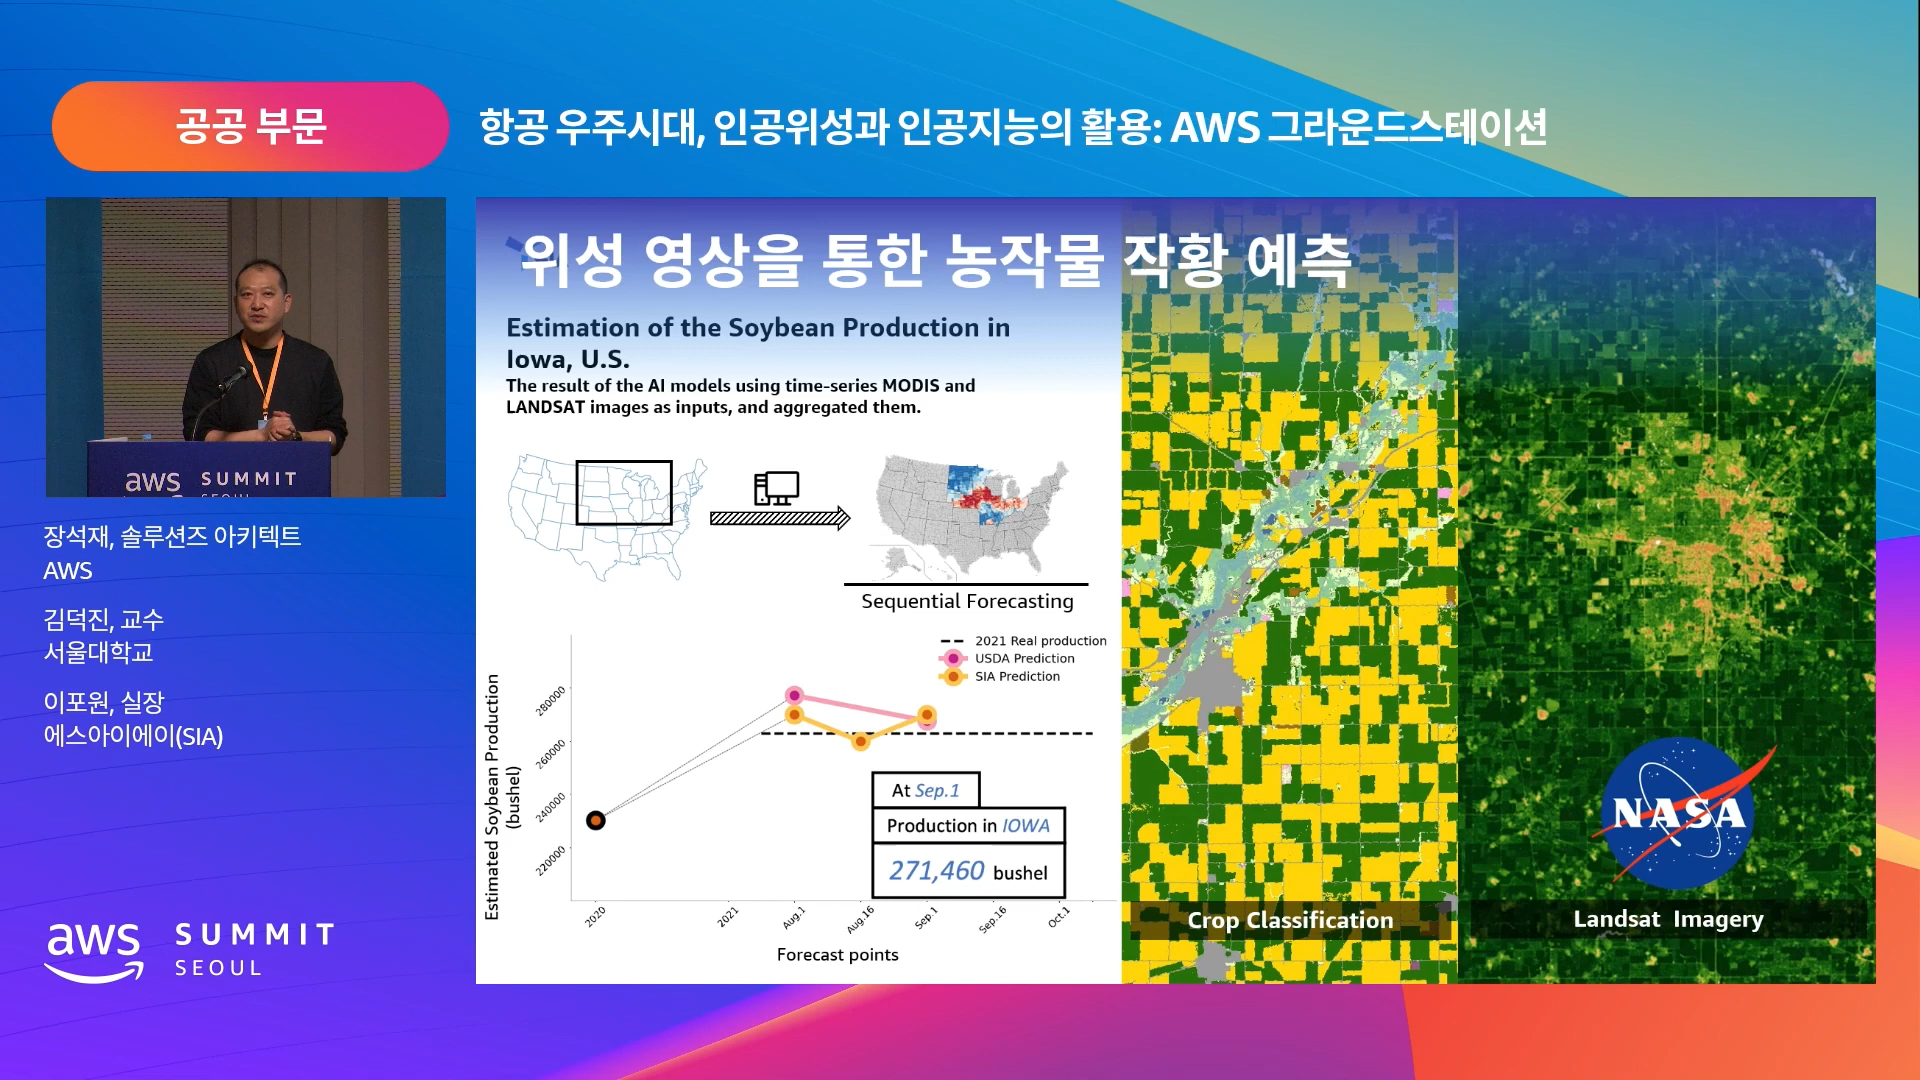 공공 부문
항공 우주시대, 인공위성과 인공지능의 활용: AWS 그라운드스테이션
aws SUMMIT
장석재, 솔루션즈 아키텍트
AWS
김덕진, 교수
서울대학교
이포원, 실장
에스아이에이(SIA)
aws SUMMIT
SEOUL
위성 영상을 통한 농작물 작황 예측
Estimation of the Soybean Production in
Iowa, U.S.
The result of the AI models using time-series MODIS and
LANDSAT images as inputs, and aggregated them.
Sequential Forecasting
2021 Real production
USDA Prediction
SIA Prediction
Estimated Soybean Production
(bushel)
280000
260000
240000
220000
At Sep.1
Production in IOWA
271,460 bushel
2020
2021
Aug.1
Aug.16
Sep.1
Sep.16
Oct.1
Forecast points
Crop Classification
NASA
Landsat Imagery